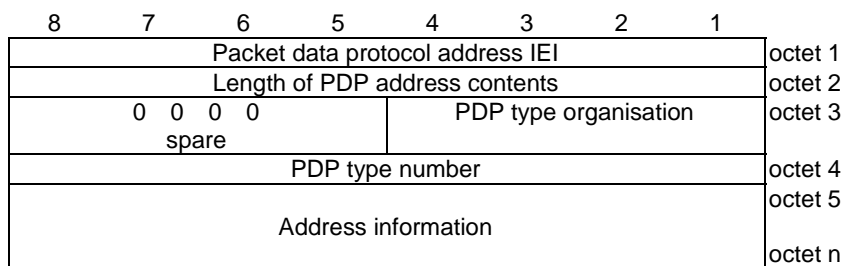 8 7 6 5 4 3 2 1
Packet data protocol address IEI octet 1
Length of PDP address contents octet 2
0 0 0 0 PDP type organisation octet 3
spare
PDP type number octet 4
octet 5
Address information
octet n